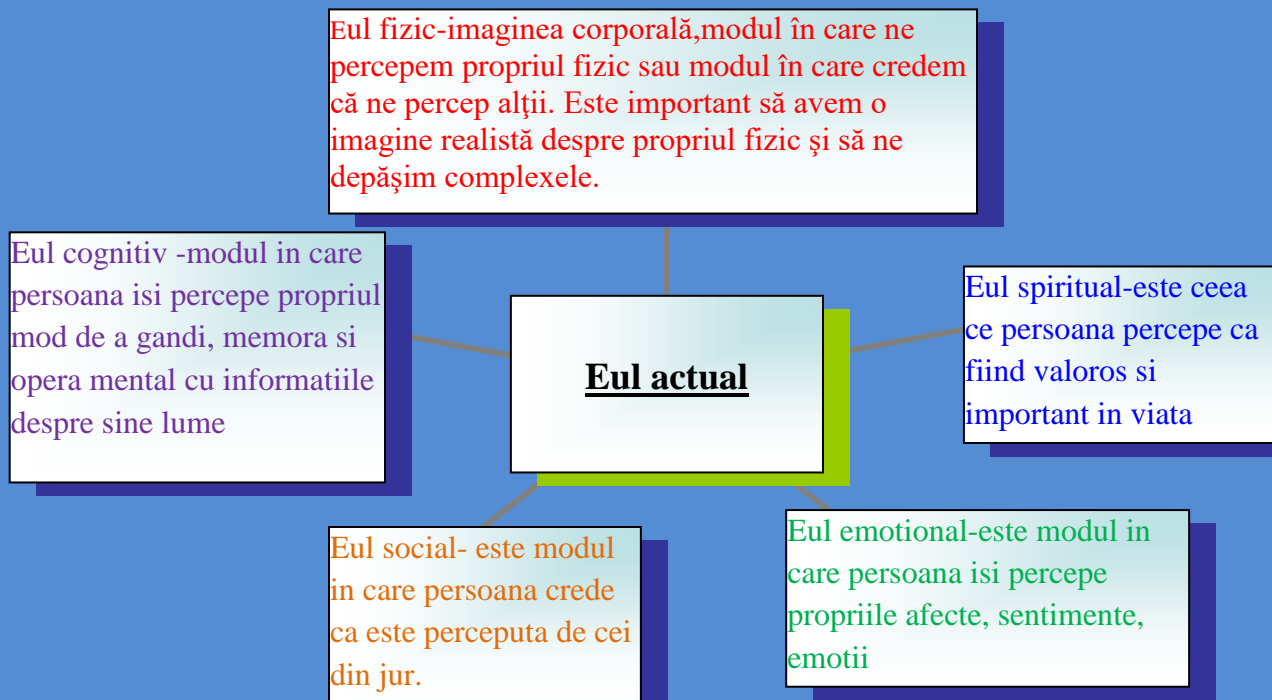 Eul fizic-imaginea corporală,modul în care ne
percepem propriul fizic sau modul în care credem
că ne percep alţii. Este important să avem o
imagine realistă despre propriul fizic şi să ne
depăşim complexele.
Eul cognitiv -modul in care
persoana isi percepe propriul
mod de a gandi, memora si
opera mental cu informatiile
despre sine lume
Eul actual
Eul spiritual-este ceea
ce persoana percepe ca
fiind valoros si
important in viata
Eul social- este modul
in care persoana crede
ca este perceputa de cei
din jur.
Eul emotional-este modul in
care persoana isi percepe
propriile afecte, sentimente,
emotii